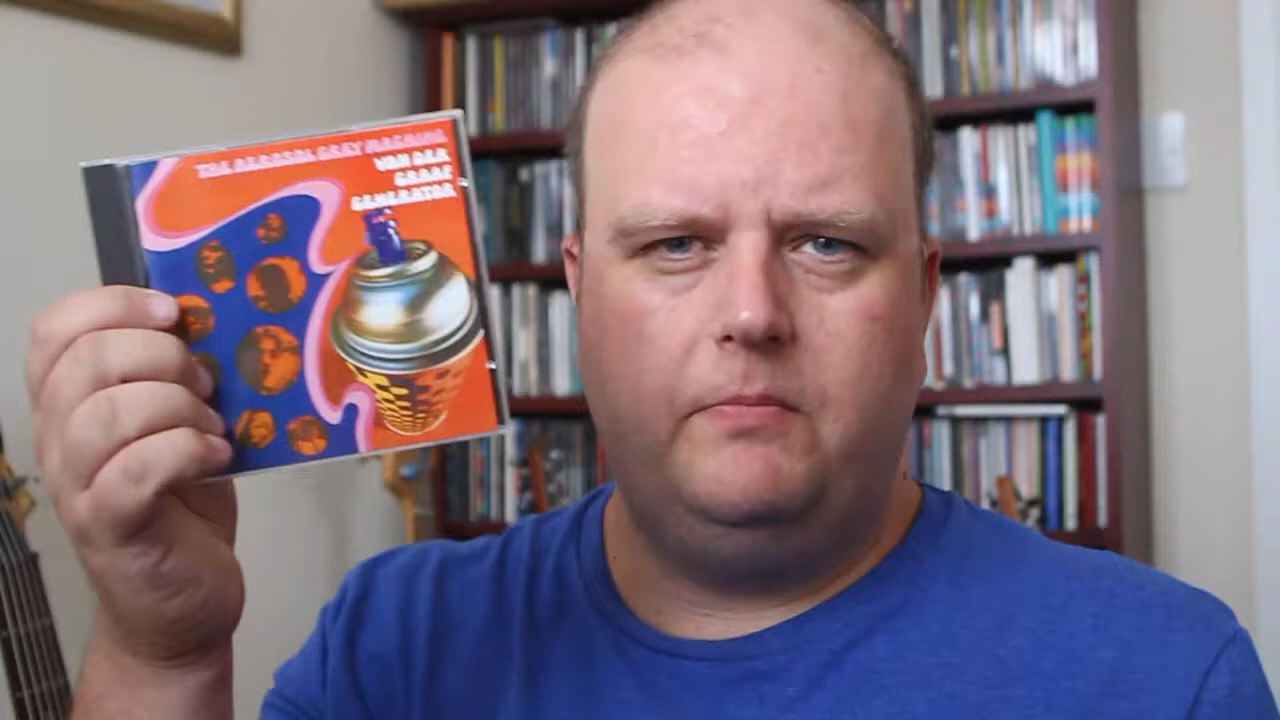 THE AEROSOL GREY MACHINE
VAN DER
GRAAF
GENERATOR